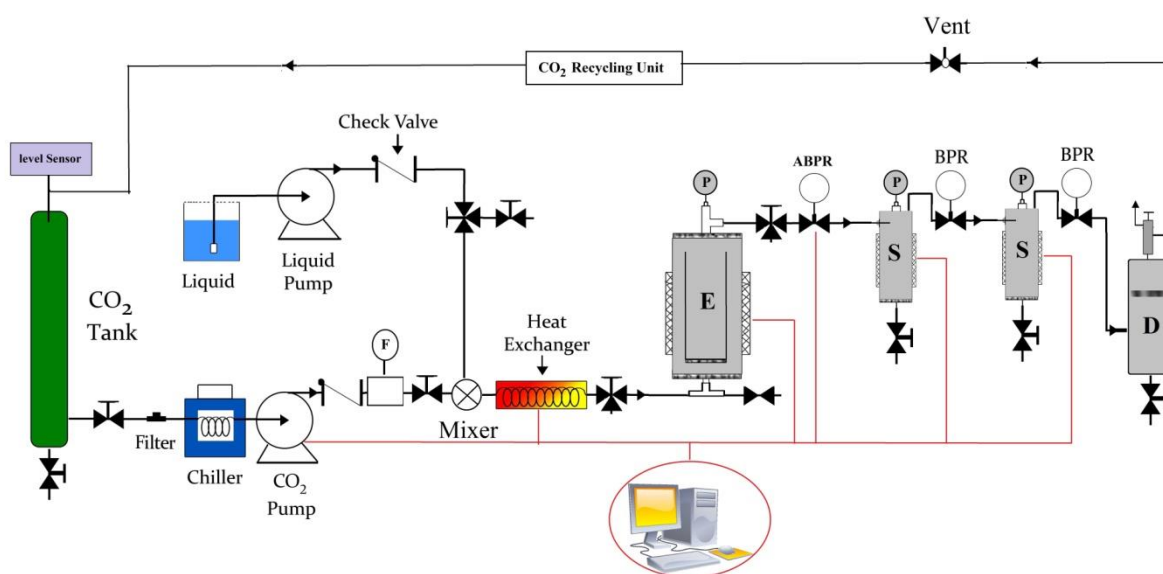 Vent
CO₂ Recycling Unit
level Sensor
Check Valve
ABPR
BPR
BPR
P
P
P
Liquid
Liquid
Pump
CO₂
Tank
E
S
S
D
Heat
Exchanger
F
Mixer
Filter
Chiller
CO₂
Pump